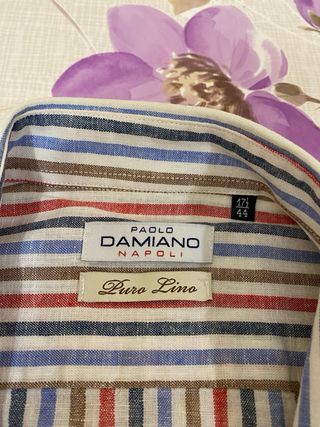 PAOLO
DAMIANO
NAPOLI
Puro Lino
17½
44